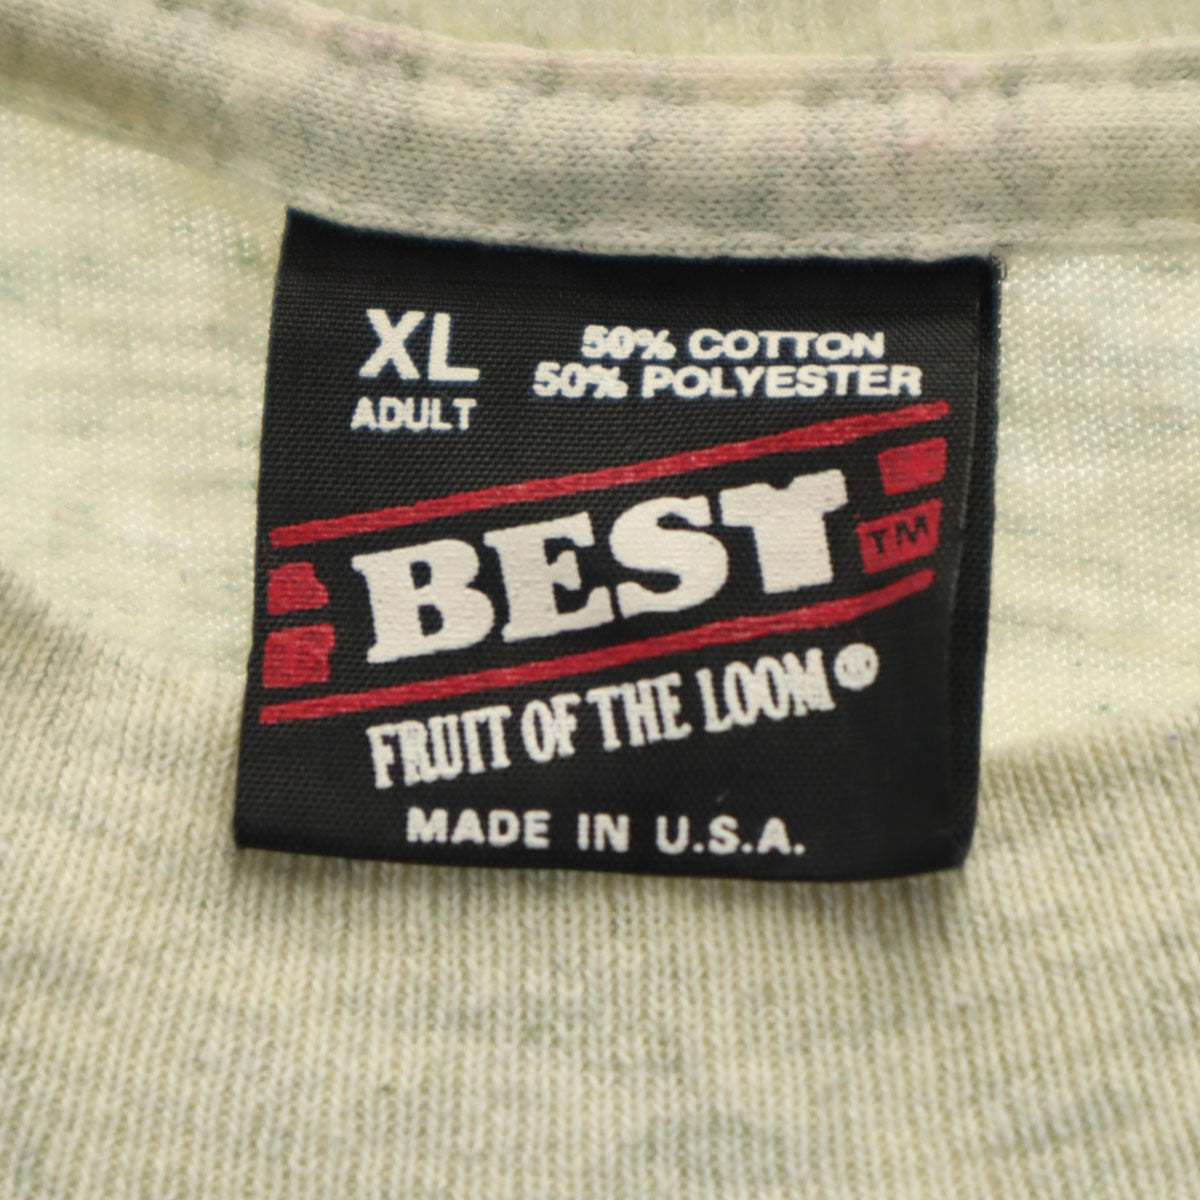 XL
ADULT
50% COTTON
50% POLYESTER
BEST
TM
FRUIT OF THE LOOM®
MADE IN U.S.A.